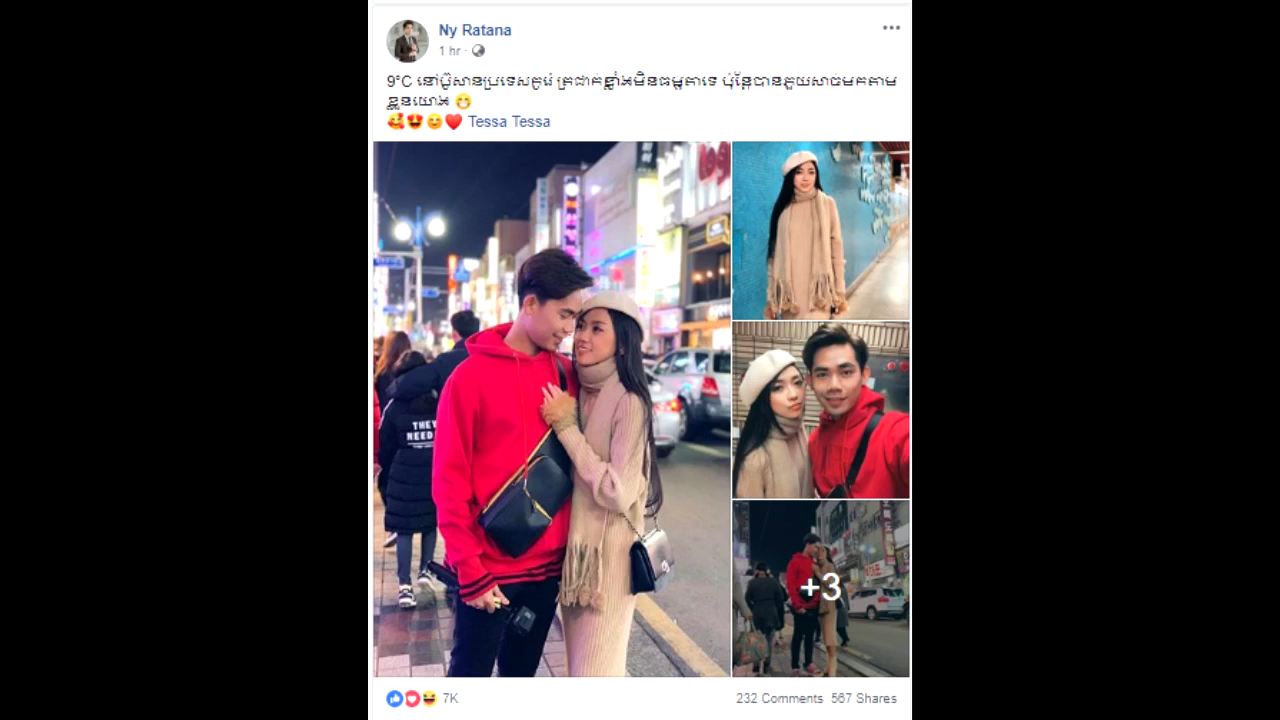 Ny Ratana
1 hr ·
9°C នៅប៊ូសានប្រទេសកូរ៉េ ត្រជាក់ខ្លាំងមិនធម្មតាទេ ប៉ុន្តែបានភួយសាច់មកតាម
ខ្លួនយោង 😁
🥰😍😊❤️ Tessa Tessa
THEY
NEED
+3
7K
232 Comments 567 Shares